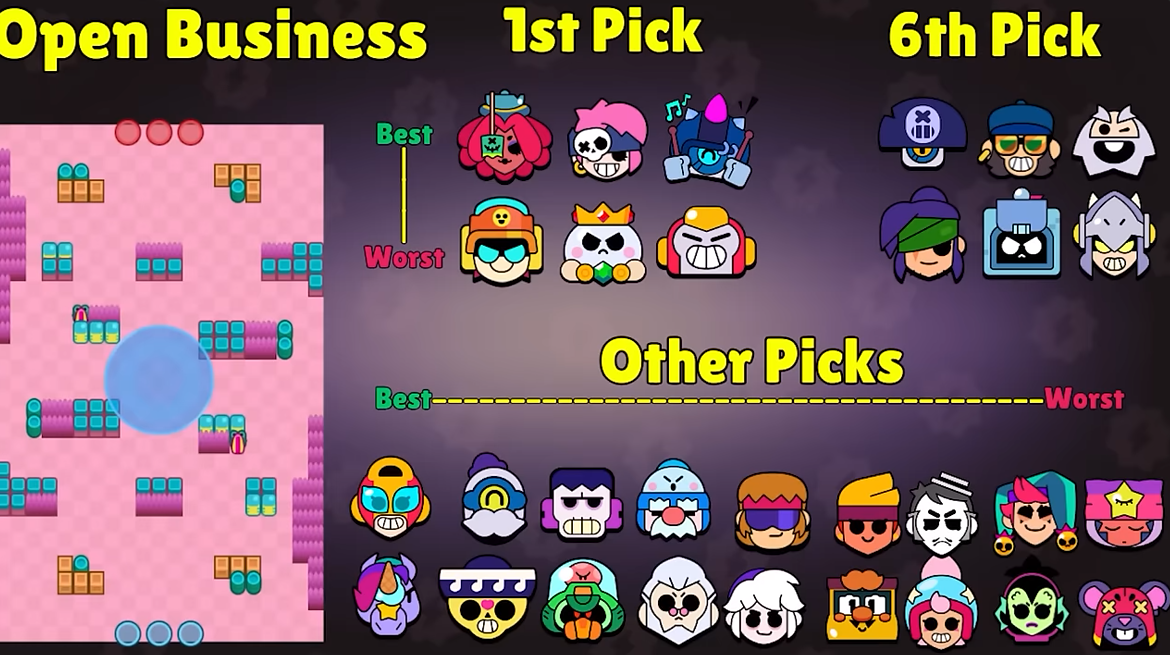 Open Business
1st Pick
6th Pick
Best
Worst
Other Picks
Best
Worst